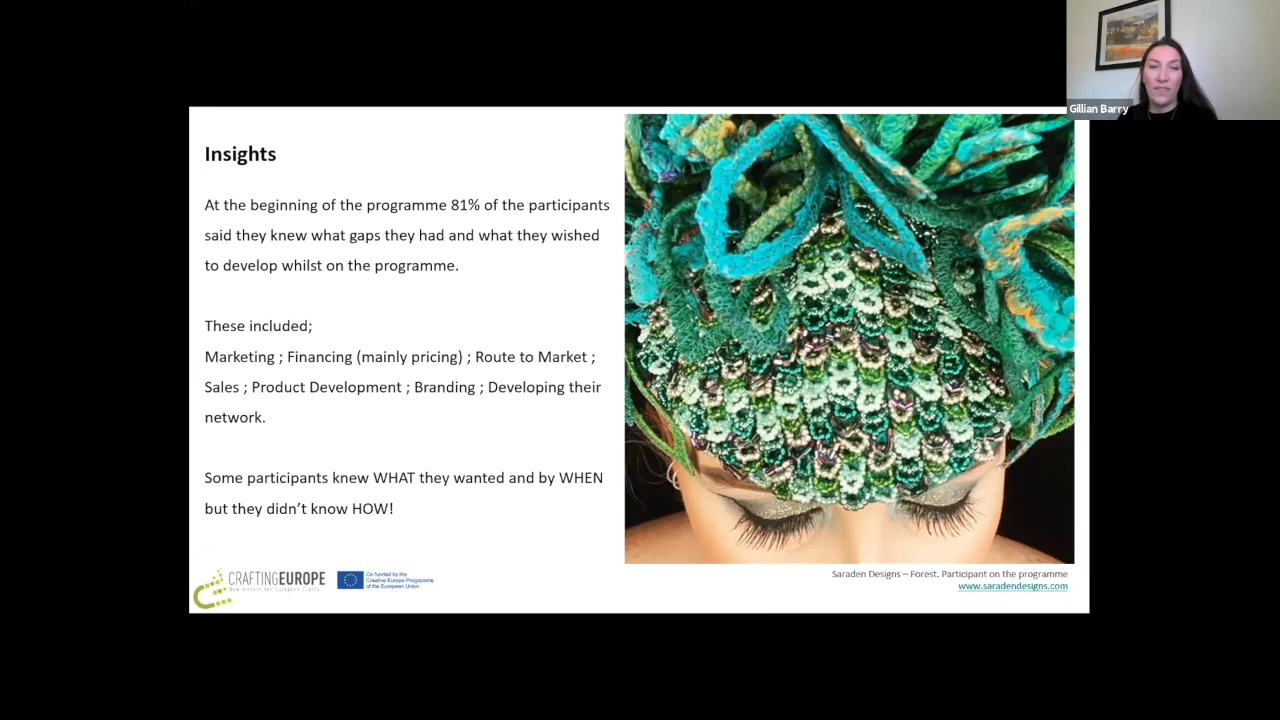 Gillian Barry
Insights
At the beginning of the programme 81% of the participants
said they knew what gaps they had and what they wished
to develop whilst on the programme.
These included;
Marketing ; Financing (mainly pricing) ; Route to Market ;
Sales ; Product Development ; Branding ; Developing their
network.
Some participants knew WHAT they wanted and by WHEN
but they didn’t know HOW!
CRAFTINGEUROPE
Co-funded by the
Creative Europe Programme
of the European Union
Saraden Designs – Forest. Participant on the programme
www.saradendesigns.com